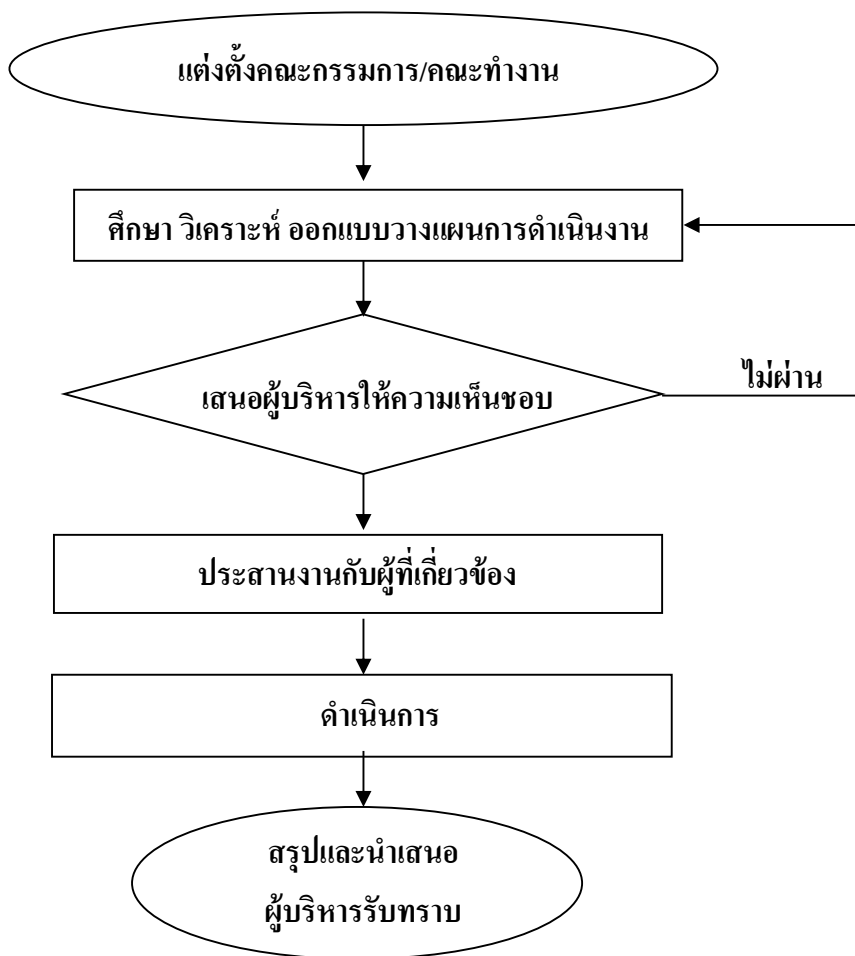 แต่งตั้งคณะกรรมการ/คณะทำงาน
ศึกษา วิเคราะห์ ออกแบบวางแผนการดำเนินงาน
ไม่ผ่าน
เสนอผู้บริหารให้ความเห็นชอบ
ประสานงานกับผู้ที่เกี่ยวข้อง
ดำเนินการ
สรุปและนำเสนอ
ผู้บริหารรับทราบ